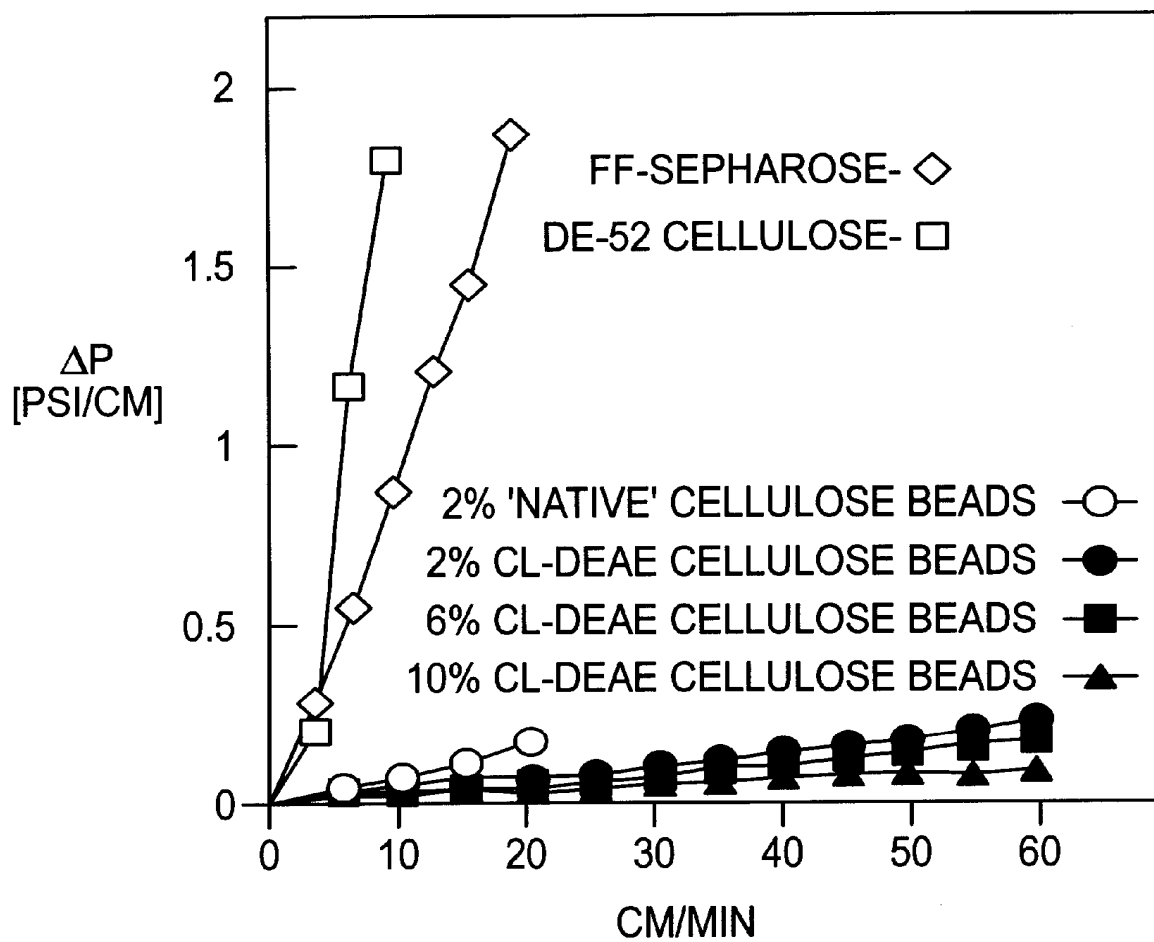 2
FF-SEPHAROSE-
DE-52 CELLULOSE-
1.5
ΔP
[PSI/CM]
1
2% 'NATIVE' CELLULOSE BEADS
2% CL-DEAE CELLULOSE BEADS
0.5
6% CL-DEAE CELLULOSE BEADS
10% CL-DEAE CELLULOSE BEADS
0
0 10 20 30 40 50 60
CM/MIN